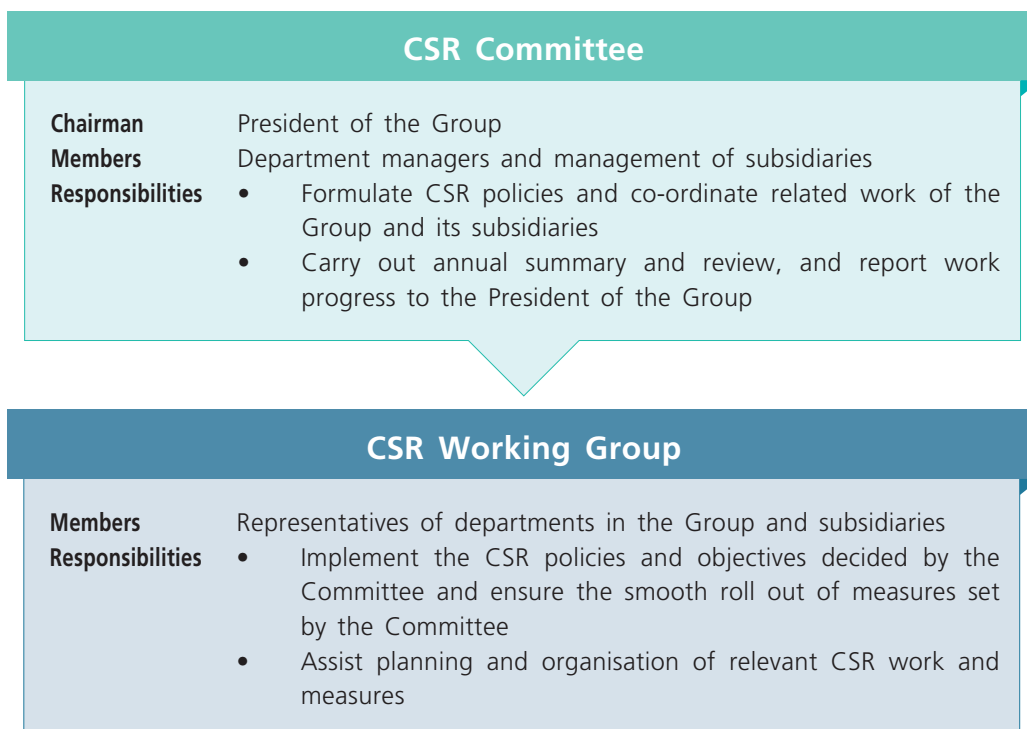 CSR Committee
Chairman President of the Group
Members Department managers and management of subsidiaries
Responsibilities • Formulate CSR policies and co-ordinate related work of the
Group and its subsidiaries
• Carry out annual summary and review, and report work
progress to the President of the Group
CSR Working Group
Members Representatives of departments in the Group and subsidiaries
Responsibilities • Implement the CSR policies and objectives decided by the
Committee and ensure the smooth roll out of measures set
by the Committee
• Assist planning and organisation of relevant CSR work and
measures